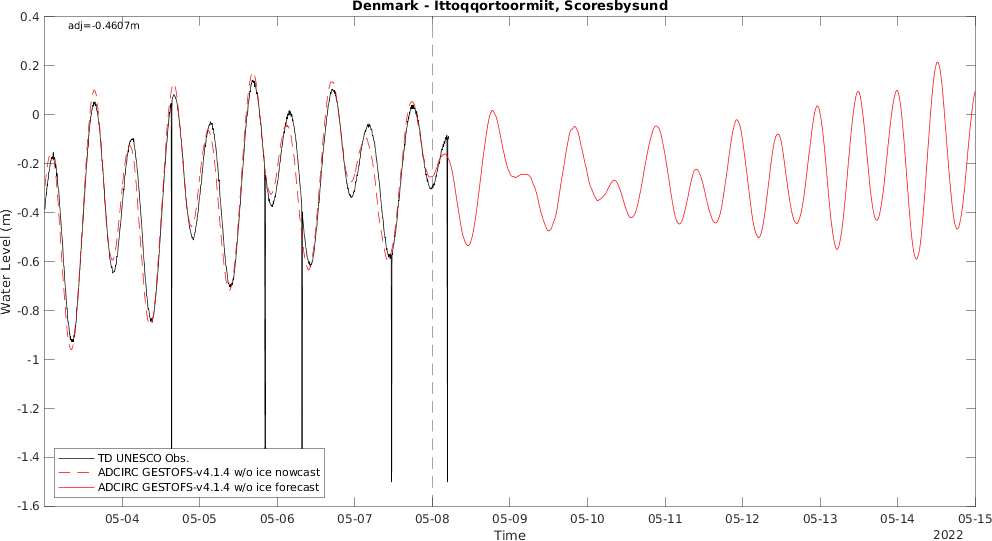 Denmark - Ittoqqortoormiit, Scoresbysund
adj=-0.4607m
0.4
0.2
0
-0.2
-0.4
-0.6
-0.8
-1
-1.2
-1.4
-1.6
Water Level (m)
TD UNESCO Obs.
ADCIRC GESTOFS-v4.1.4 w/o ice nowcast
ADCIRC GESTOFS-v4.1.4 w/o ice forecast
05-04 05-05 05-06 05-07 05-08 05-09 05-10 05-11 05-12 05-13 05-14 05-15
Time
2022